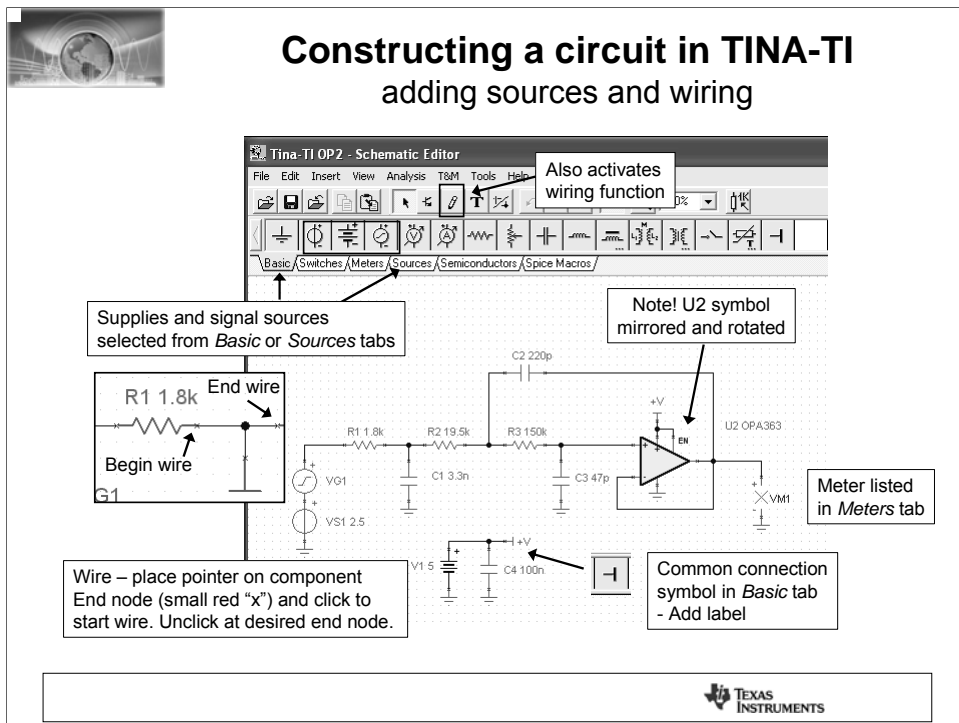 Constructing a circuit in TINA-TI
adding sources and wiring
Tina-TI OP2 - Schematic Editor
File Edit Insert View Analysis T&M Tools Help
Also activates
wiring function
Basic Switches Meters Sources Semiconductors Spice Macros
Supplies and signal sources
selected from Basic or Sources tabs
Note! U2 symbol
mirrored and rotated
R1 1.8k
End wire
Begin wire
G1
C2 220p
+V
EN
U2 OPA363
R1 1.8k
R2 19.5k
R3 150k
C1 3.3n
C3 47p
VG1
VS1 2.5
VM1
Meter listed
in Meters tab
V1 5
C4 100n
+V
Wire – place pointer on component
End node (small red “x”) and click to
start wire. Unclick at desired end node.
Common connection
symbol in Basic tab
- Add label
TEXAS
INSTRUMENTS